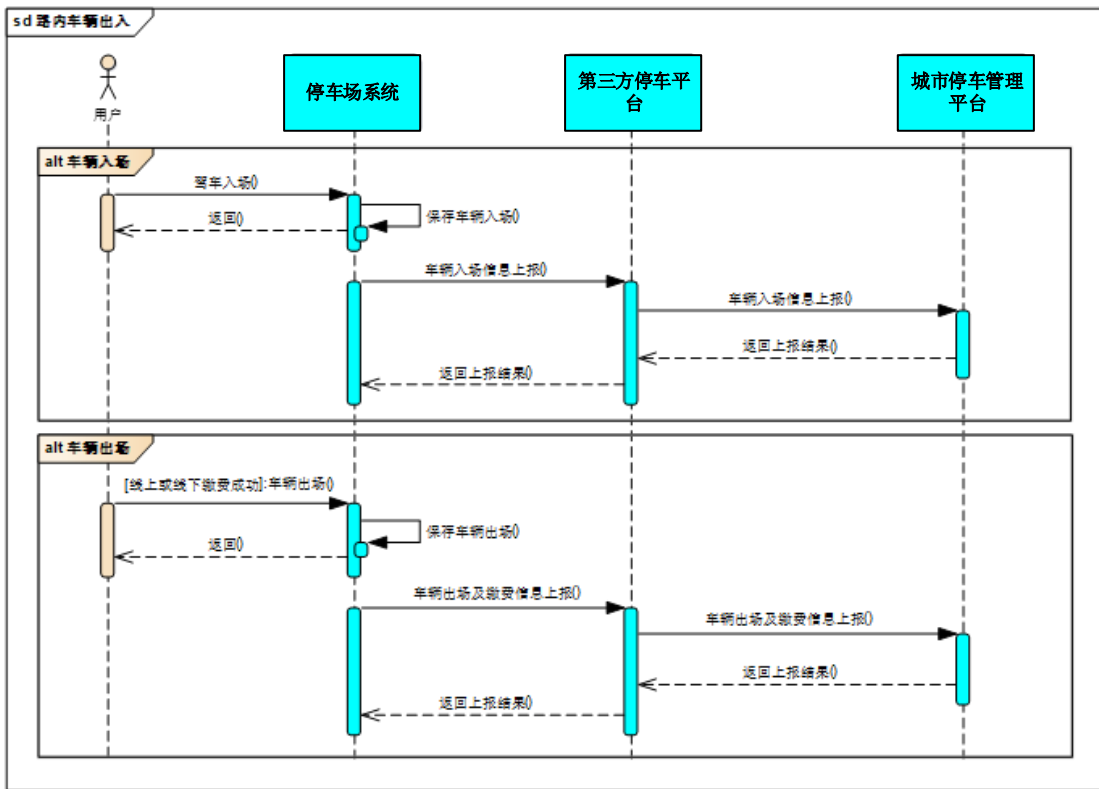 sd 路内车辆出入
用户
停车场系统
第三方停车平
台
城市停车管理
平台
alt 车辆入场
驾车入场()
保存车辆入场()
返回()
车辆入场信息上报()
车辆入场信息上报()
返回上报结果()
返回上报结果()
alt 车辆出场
[线上或线下缴费成功]:车辆出场()
保存车辆出场()
返回()
车辆出场及缴费信息上报()
车辆出场及缴费信息上报()
返回上报结果()
返回上报结果()